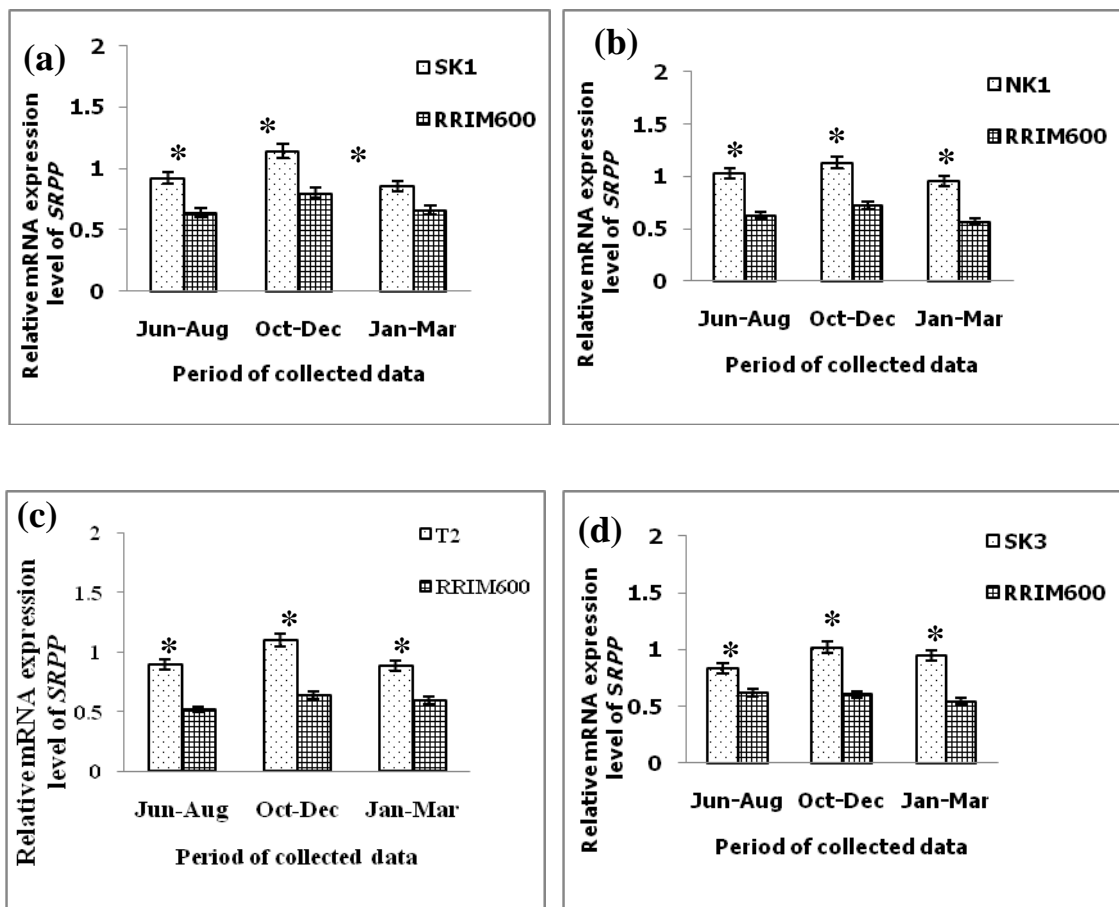 (a)
2
1.5
1
0.5
0
SK1
RRIM600
*
*
*
Relative mRNA expression
level of SRPP
Jun-Aug Oct-Dec Jan-Mar
Period of collected data
(b)
2
1.5
1
0.5
0
NK1
RRIM600
*
*
*
Relative mRNA expression
level of SRPP
Jun-Aug Oct-Dec Jan-Mar
Period of collected data
(c)
2
1.5
1
0.5
0
T2
RRIM600
*
*
*
Relative mRNA expression
level of SRPP
Jun-Aug Oct-Dec Jan-Mar
Period of collected data
(d)
2
1.5
1
0.5
0
SK3
RRIM600
*
*
*
Relative mRNA expression
level of SRPP
Jun-Aug Oct-Dec Jan-Mar
Period of collected data